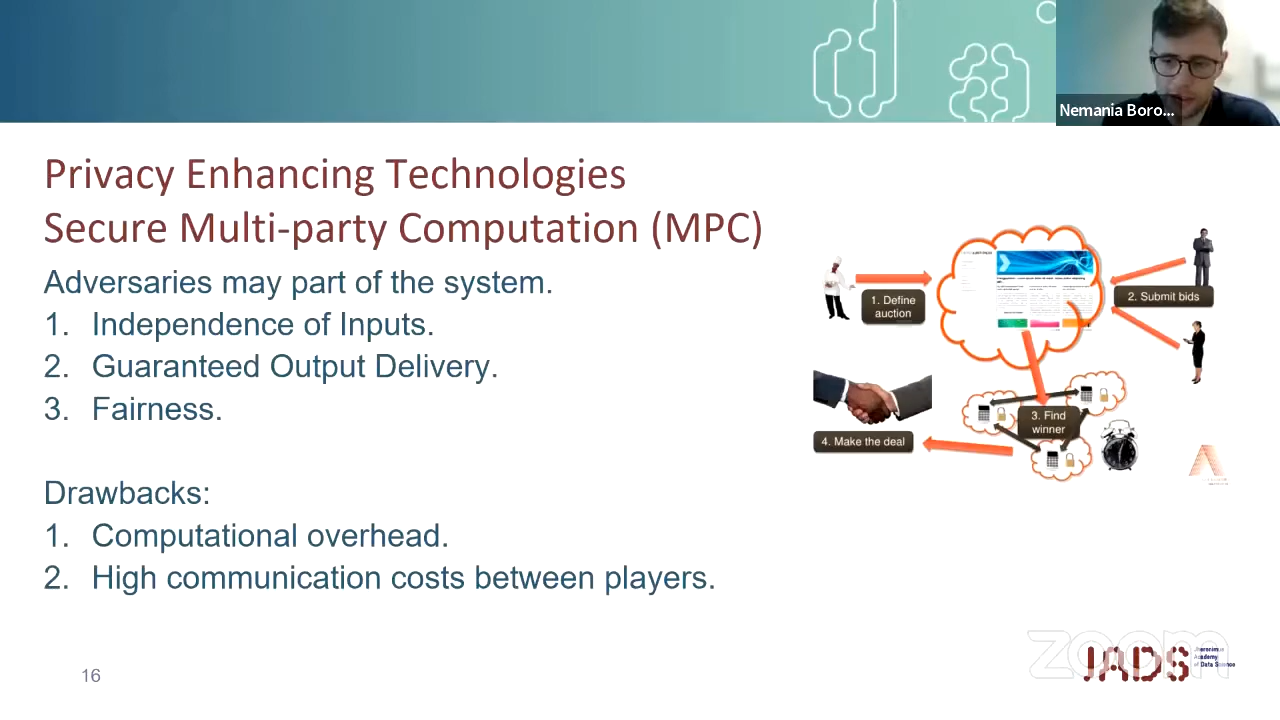 Nemania Boro...
Privacy Enhancing Technologies
Secure Multi-party Computation (MPC)
Adversaries may part of the system.
1. Independence of Inputs.
2. Guaranteed Output Delivery.
3. Fairness.
Drawbacks:
1. Computational overhead.
2. High communication costs between players.
1. Define
auction
2. Submit bids
3. Find
winner
4. Make the deal
zoom
JADS
Jheronimus
Academy
of Data Science
16